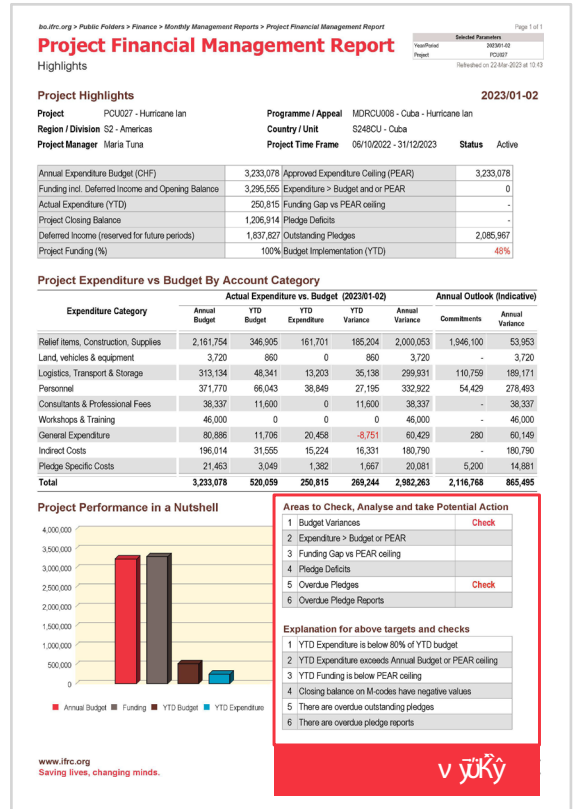 bo.ifrc.org > Public Folders > Finance > Monthly Management Reports > Project Financial Management Report
Page 1 of 1
Project Financial Management Report
Highlights
Selected Parameters
Year/Period 2023/01-02
Project PCU027
Refreshed on 22-Mar-2023 at 10:43
Project Highlights 2023/01-02
Project PCU027 - Hurricane Ian Programme / Appeal MDRCU008 - Cuba - Hurricane Ian
Region / Division S2 - Americas Country / Unit S248CU - Cuba
Project Manager Maria Tuna Project Time Frame 06/10/2022 - 31/12/2023 Status Active
Annual Expenditure Budget (CHF) 3,233,078 Approved Expenditure Ceiling (PEAR) 3,233,078
Funding incl. Deferred Income and Opening Balance 3,295,555 Expenditure > Budget and or PEAR 0
Actual Expenditure (YTD) 250,815 Funding Gap vs PEAR ceiling -
Project Closing Balance 1,206,914 Pledge Deficits -
Deferred Income (reserved for future periods) 1,837,827 Outstanding Pledges 2,085,967
Project Funding (%) 100% Budget Implementation (YTD) 48%
Project Expenditure vs Budget By Account Category
Actual Expenditure vs. Budget (2023/01-02) Annual Outlook (Indicative)
Expenditure Category Annual Budget YTD Budget YTD Expenditure YTD Variance Annual Variance Commitments Annual Variance
Relief items, Construction, Supplies 2,161,754 346,905 161,701 185,204 2,000,053 1,946,100 53,953
Land, vehicles & equipment 3,720 860 0 860 3,720 - 3,720
Logistics, Transport & Storage 313,134 48,341 13,203 35,138 299,931 110,759 189,171
Personnel 371,770 66,043 38,849 27,195 332,922 54,429 278,493
Consultants & Professional Fees 38,337 11,600 0 11,600 38,337 - 38,337
Workshops & Training 46,000 0 0 0 46,000 - 46,000
General Expenditure 80,886 11,706 20,458 -8,751 60,429 280 60,149
Indirect Costs 196,014 31,555 15,224 16,331 180,790 - 180,790
Pledge Specific Costs 21,463 3,049 1,382 1,667 20,081 5,200 14,881
Total 3,233,078 520,059 250,815 269,244 2,982,263 2,116,768 865,495
Project Performance in a Nutshell
4,000,000
3,500,000
3,000,000
2,500,000
2,000,000
1,500,000
1,000,000
500,000
0
Annual Budget Funding YTD Budget YTD Expenditure
Areas to Check, Analyse and take Potential Action
1 Budget Variances Check
2 Expenditure > Budget or PEAR
3 Funding Gap vs PEAR ceiling
4 Pledge Deficits
5 Overdue Pledges Check
6 Overdue Pledge Reports
Explanation for above targets and checks
1 YTD Expenditure is below 80% of YTD budget
2 YTD Expenditure exceeds Annual Budget or PEAR ceiling
3 YTD Funding is below PEAR ceiling
4 Closing balance on M-codes have negative values
5 There are overdue outstanding pledges
6 There are overdue pledge reports
www.ifrc.org
Saving lives, changing minds.